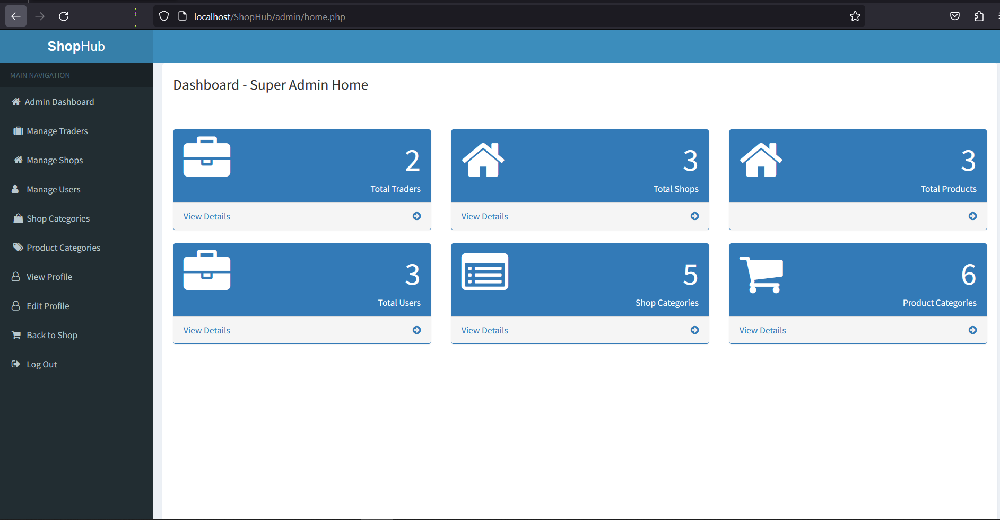 localhost/ShopHub/admin/home.php
ShopHub
MAIN NAVIGATION
Admin Dashboard
Manage Traders
Manage Shops
Manage Users
Shop Categories
Product Categories
View Profile
Edit Profile
Back to Shop
Log Out
Dashboard - Super Admin Home
2
Total Traders
View Details
3
Total Shops
View Details
3
Total Products
3
Total Users
View Details
5
Shop Categories
View Details
6
Product Categories
View Details